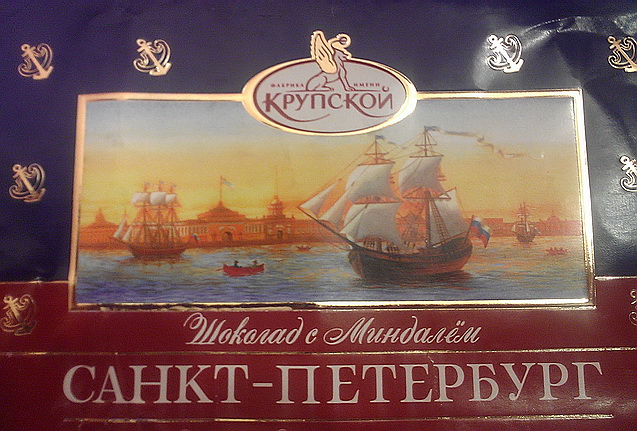 ФАБРИКА ИМЕНИ
КРУПСКОЙ
Шоколад с Миндалём
САНКТ-ПЕТЕРБУРГ